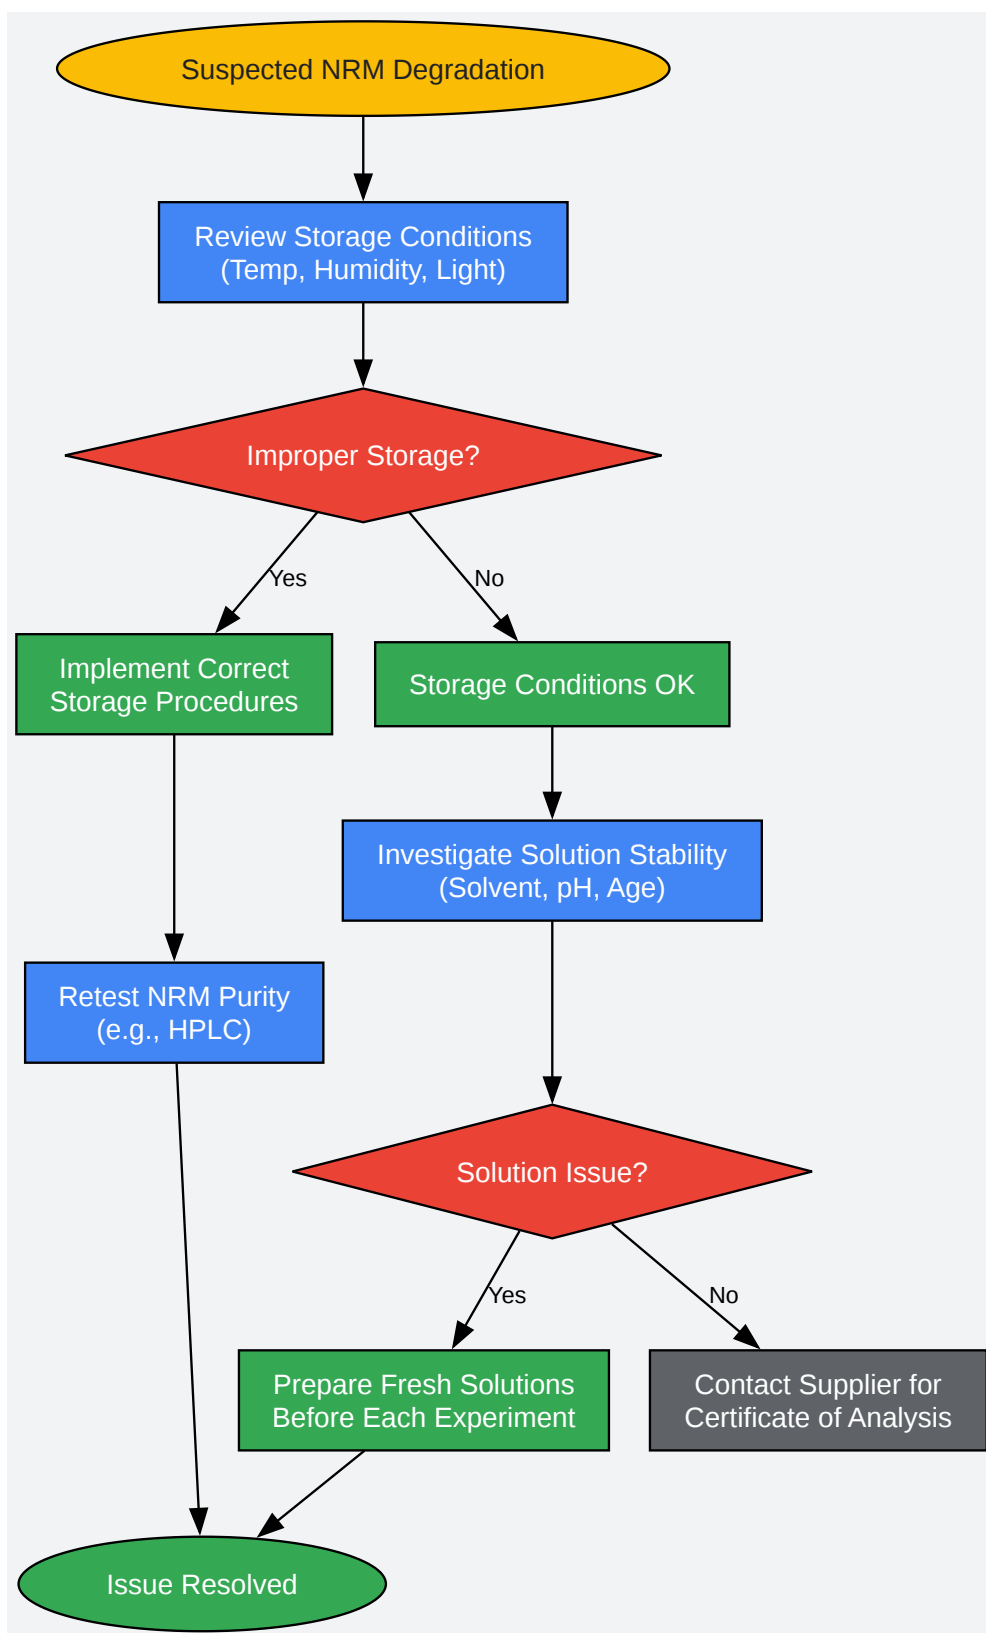 Suspected NRM Degradation
Review Storage Conditions
(Temp, Humidity, Light)
Improper Storage?
Yes
No
Implement Correct
Storage Procedures
Storage Conditions OK
Investigate Solution Stability
(Solvent, pH, Age)
Retest NRM Purity
(e.g., HPLC)
Solution Issue?
Yes
No
Prepare Fresh Solutions
Before Each Experiment
Contact Supplier for
Certificate of Analysis
Issue Resolved